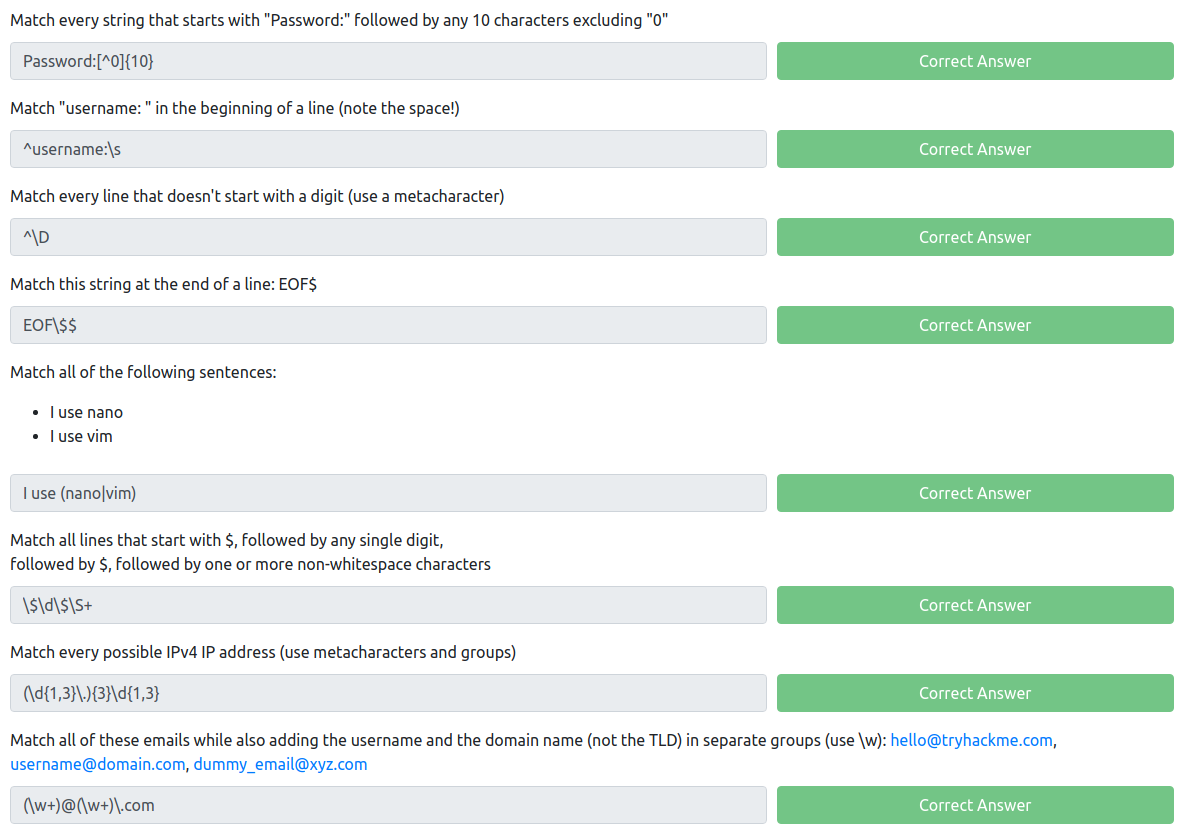 Match every string that starts with "Password:" followed by any 10 characters excluding "0"
Password:[^0]{10}
Correct Answer
Match "username: " in the beginning of a line (note the space!)
^username:\s
Correct Answer
Match every line that doesn't start with a digit (use a metacharacter)
^\D
Correct Answer
Match this string at the end of a line: EOF$
EOF\$$
Correct Answer
Match all of the following sentences:
• I use nano
• I use vim
I use (nano|vim)
Correct Answer
Match all lines that start with $, followed by any single digit,
followed by $, followed by one or more non-whitespace characters
\$\d\$\S+
Correct Answer
Match every possible IPv4 IP address (use metacharacters and groups)
(\d{1,3}\.){3}\d{1,3}
Correct Answer
Match all of these emails while also adding the username and the domain name (not the TLD) in separate groups (use \w): hello@tryhackme.com,
username@domain.com, dummy_email@xyz.com
(\w+)@(\w+)\.com
Correct Answer